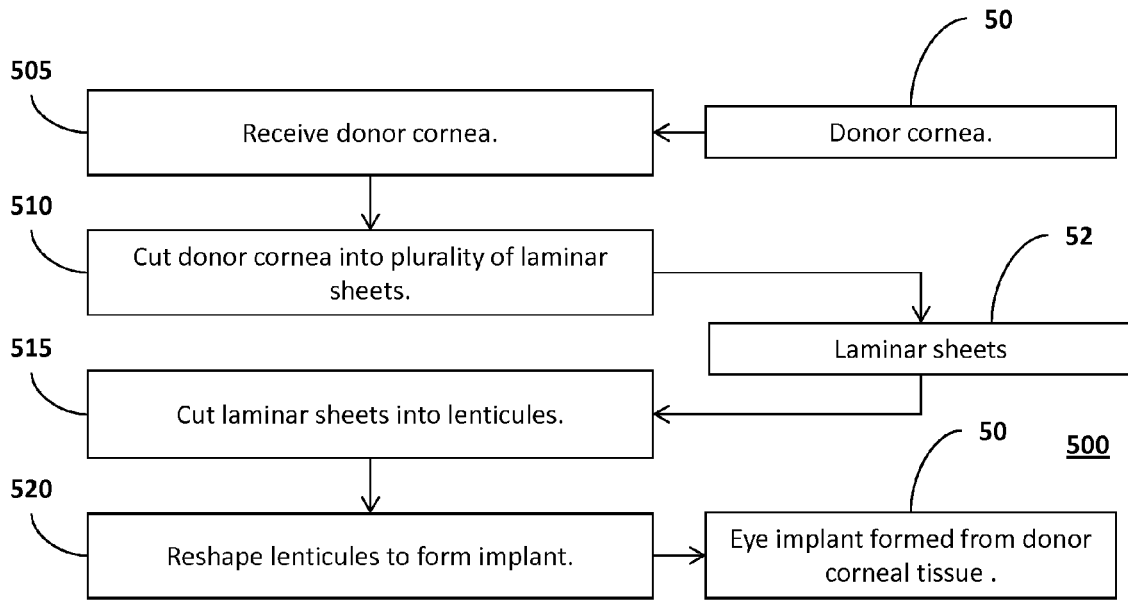 50
505
Receive donor cornea.
Donor cornea.
510
Cut donor cornea into plurality of laminar
sheets.
52
515
Laminar sheets
Cut laminar sheets into lenticules.
50
500
520
Reshape lenticules to form implant.
Eye implant formed from donor
corneal tissue .